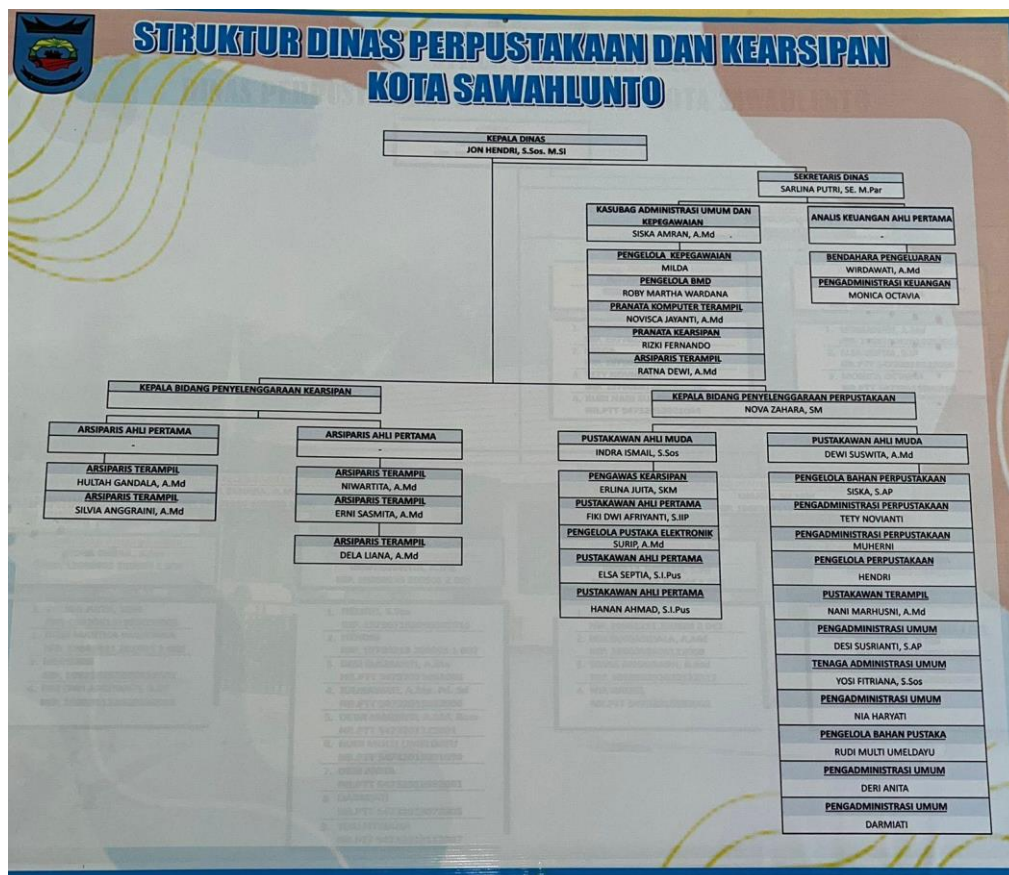 STRUKTUR DINAS PERPUSTAKAAN DAN KEARSIPAN
KOTA SAWAHLUNTO
KEPALA DINAS
JON HENDRI, S.Sos. M.Si
SEKRETARIS DINAS
SARLINA PUTRI, SE. M.Par
KASUBAG ADMINISTRASI UMUM DAN
KEPEGAWAIAN
SISKA AMRAN, A.Md
PENGELOLA KEPEGAWAIAN
MILDA
PENGELOLA BMD
ROBY MARTHA WARDANA
PRANATA KOMPUTER TERAMPIL
NOVISCA JAYANTI, A.Md
PRANATA KEARSIPAN
RIZKI FERNANDO
ARSIPARIS TERAMPIL
RATNA DEWI, A.Md
ANALIS KEUANGAN AHLI PERTAMA
-
BENDAHARA PENGELUARAN
WIRDAWATI, A.Md
PENGADMINISTRASI KEUANGAN
MONICA OCTAVIA
KEPALA BIDANG PENYELENGGARAAN KEARSIPAN
ARSIPARIS AHLI PERTAMA
-
ARSIPARIS TERAMPIL
HULTAH GANDALA, A.Md
ARSIPARIS TERAMPIL
SILVIA ANGGRAINI, A.Md
ARSIPARIS AHLI PERTAMA
-
ARSIPARIS TERAMPIL
NIWARTITA, A.Md
ARSIPARIS TERAMPIL
ERNI SASMITA, A.Md
ARSIPARIS TERAMPIL
DELA LIANA, A.Md
KEPALA BIDANG PENYELENGGARAAN PERPUSTAKAAN
NOVA ZAHARA, SM
PUSTAKAWAN AHLI MUDA
INDRA ISMAIL, S.Sos
PENGAWAS KEARSIPAN
ERLINA JUITA, SKM
PUSTAKAWAN AHLI PERTAMA
FIKI DWI AFRIYANTI, S.IIP
PENGELOLA PUSTAKA ELEKTRONIK
SURIP, A.Md
PUSTAKAWAN AHLI PERTAMA
ELSA SEPTIA, S.I.Pus
PUSTAKAWAN AHLI PERTAMA
HANAN AHMAD, S.I.Pus
PUSTAKAWAN AHLI MUDA
DEWI SUSWITA, A.Md
PENGELOLA BAHAN PERPUSTAKAAN
SISKA, S.AP
PENGADMINISTRASI PERPUSTAKAAN
TETY NOVIANTI
PENGADMINISTRASI PERPUSTAKAAN
MUHERNI
PENGELOLA PERPUSTAKAAN
HENDRI
PUSTAKAWAN TERAMPIL
NANI MARHUSNI, A.Md
PENGADMINISTRASI UMUM
DESI SUSRIANTI, S.AP
TENAGA ADMINISTRASI UMUM
YOSI FITRIANA, S.Sos
PENGADMINISTRASI UMUM
NIA HARYATI
PENGELOLA BAHAN PUSTAKA
RUDI MULTI UMELDAYU
PENGADMINISTRASI UMUM
DERI ANITA
PENGADMINISTRASI UMUM
DARMIATI